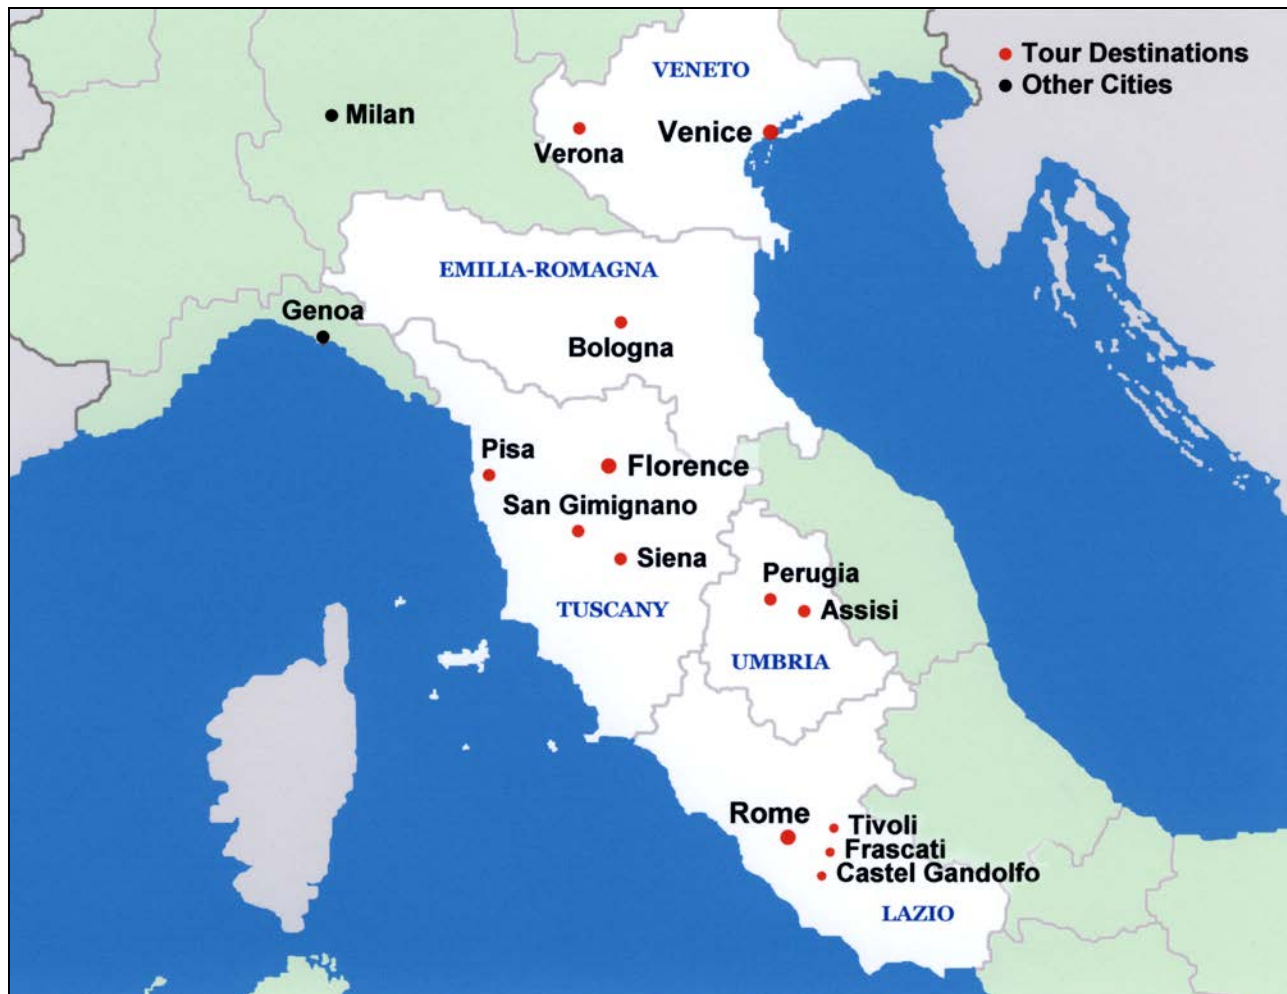 VENETO
Tour Destinations
Other Cities
Milan
Venice
Verona
EMILIA-ROMAGNA
Genoa
Bologna
Pisa
Florence
San Gimignano
Siena
Perugia
TUSCANY
Assisi
UMBRIA
Rome
Tivoli
Frascati
Castel Gandolfo
LAZIO